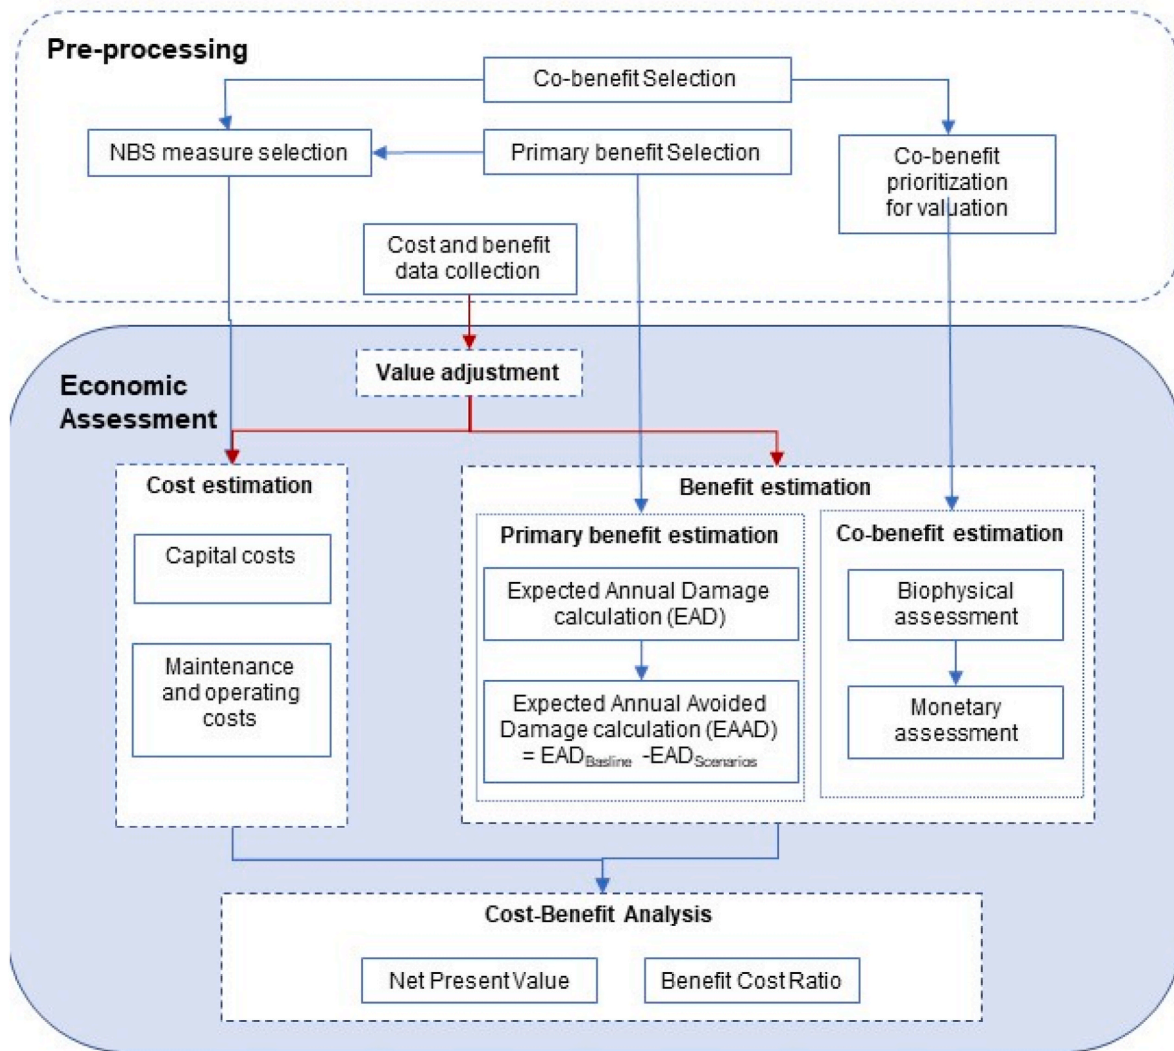 Pre-processing
Co-benefit Selection
NBS measure selection
Primary benefit Selection
Co-benefit
prioritization
for valuation
Cost and benefit
data collection
Value adjustment
Economic
Assessment
Cost estimation
Capital costs
Maintenance
and operating
costs
Benefit estimation
Primary benefit estimation
Expected Annual Damage
calculation (EAD)
Expected Annual Avoided
Damage calculation (EAAD)
= EADBasline -EADScenarios
Co-benefit estimation
Biophysical
assessment
Monetary
assessment
Cost-Benefit Analysis
Net Present Value
Benefit Cost Ratio